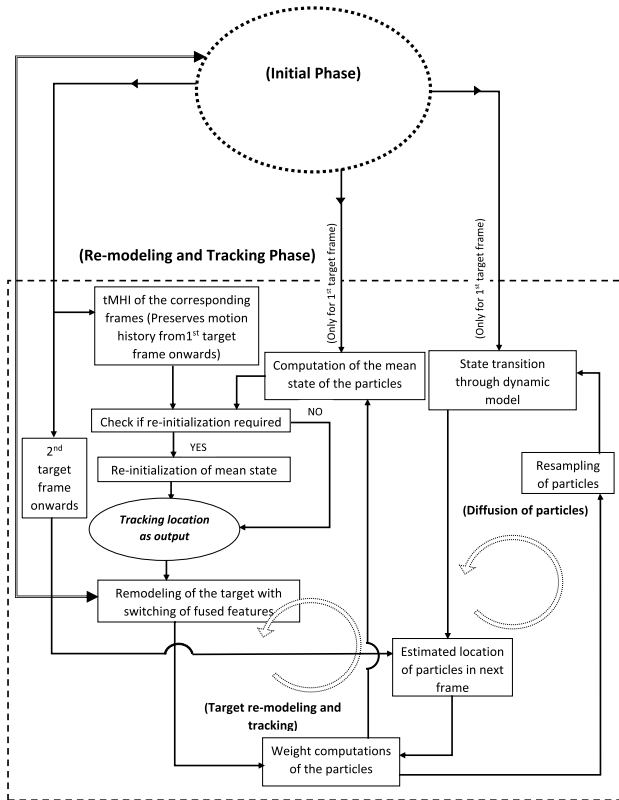 (Initial Phase)
(Re-modeling and Tracking Phase)
(Only for 1st target frame)
(Only for 1st target frame)
tMHI of the corresponding
frames (Preserves motion
history from1st target
frame onwards)
Computation of the mean
state of the particles
State transition
through dynamic
model
Check if re-initialization required
NO
YES
2nd
target
frame
onwards
Re-initialization of mean state
Resampling
of particles
Tracking location
as output
(Diffusion of particles)
Remodeling of the target with
switching of fused features
Estimated location
of particles in next
frame
(Target re-modeling and
tracking)
Weight computations
of the particles